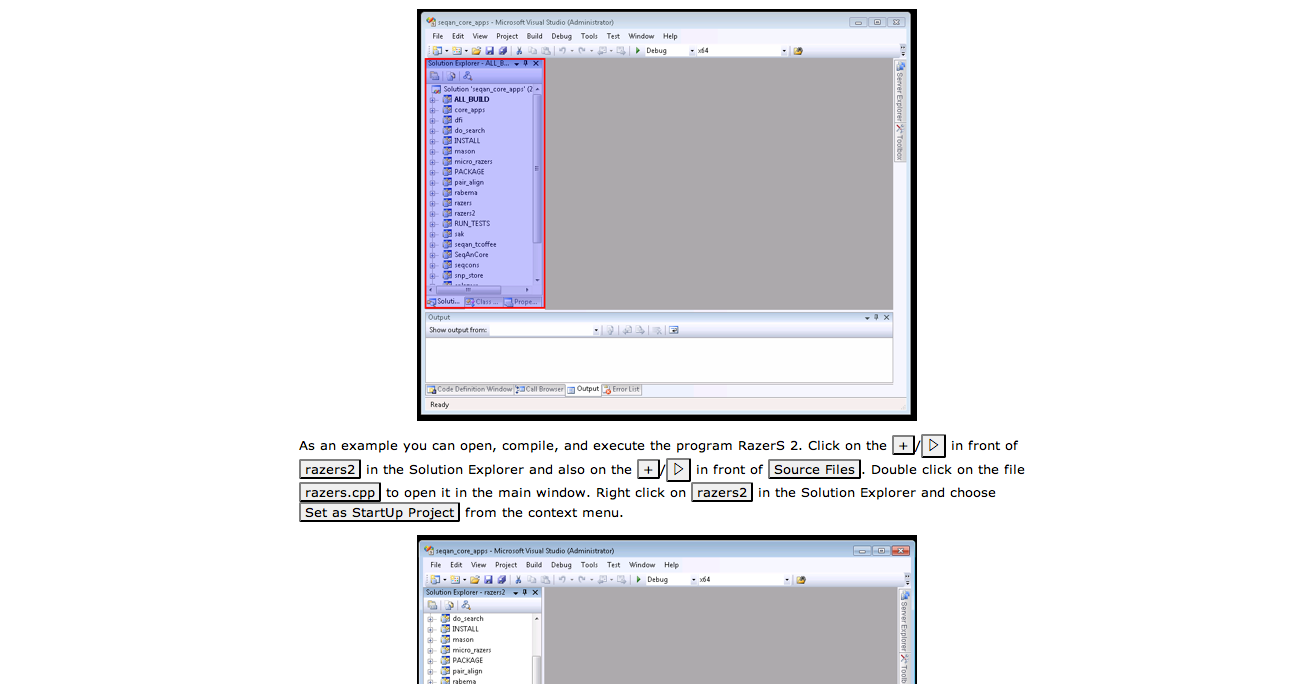 seqan_core_apps - Microsoft Visual Studio (Administrator)
File Edit View Project Build Debug Tools Test Window Help
Debug x64
Solution Explorer - ALL_B...
Solution 'seqan_core_apps' (2
ALL_BUILD
core_apps
dfi
do_search
INSTALL
mason
micro_razers
PACKAGE
pair_align
rabema
razers
razers2
RUN_TESTS
sak
seqan_tcoffee
SeqAnCore
seqcons
snp_store
Soluti... Class ... Prope...
Server Explorer
Toolbox
Output
Show output from:
Code Definition Window Call Browser Output Error List
Ready
As an example you can open, compile, and execute the program RazerS 2. Click on the +/▷ in front of
razers2 in the Solution Explorer and also on the +/▷ in front of Source Files. Double click on the file
razers.cpp to open it in the main window. Right click on razers2 in the Solution Explorer and choose
Set as StartUp Project from the context menu.
seqan_core_apps - Microsoft Visual Studio (Administrator)
File Edit View Project Build Debug Tools Test Window Help
Debug x64
Solution Explorer - razers2
do_search
INSTALL
mason
micro_razers
PACKAGE
pair_align
rabema
Server Explorer